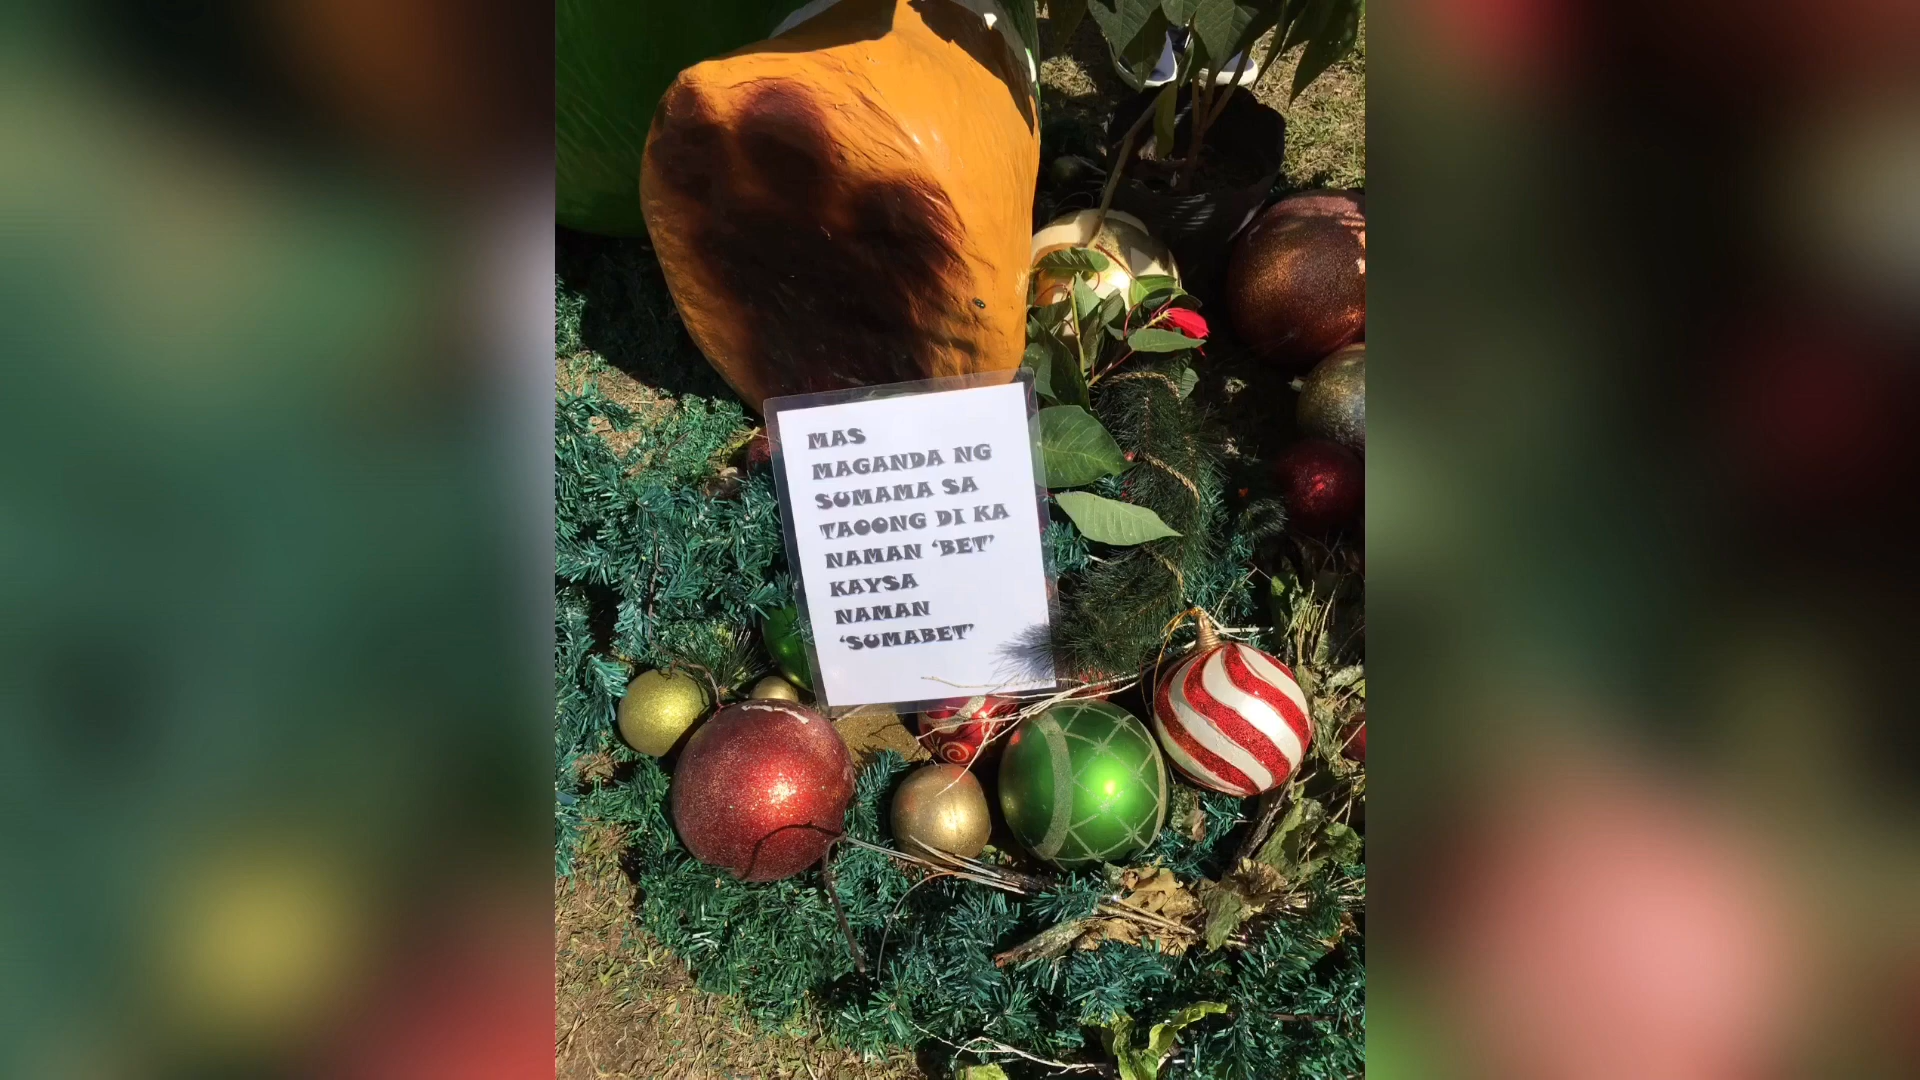 MAS
MAGANDA NG
SUMAMA SA
TAOONG DI KA
NAMAN ‘BET’
KAYSA
NAMAN
‘SUMABET’